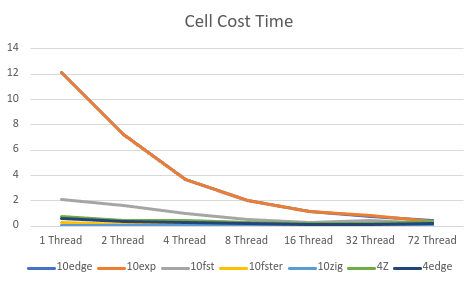 Cell Cost Time
14
12
10
8
6
4
2
0
1 Thread 2 Thread 4 Thread 8 Thread 16 Thread 32 Thread 72 Thread
10edge 10exp 10fst 10fster 10zig 4Z 4edge